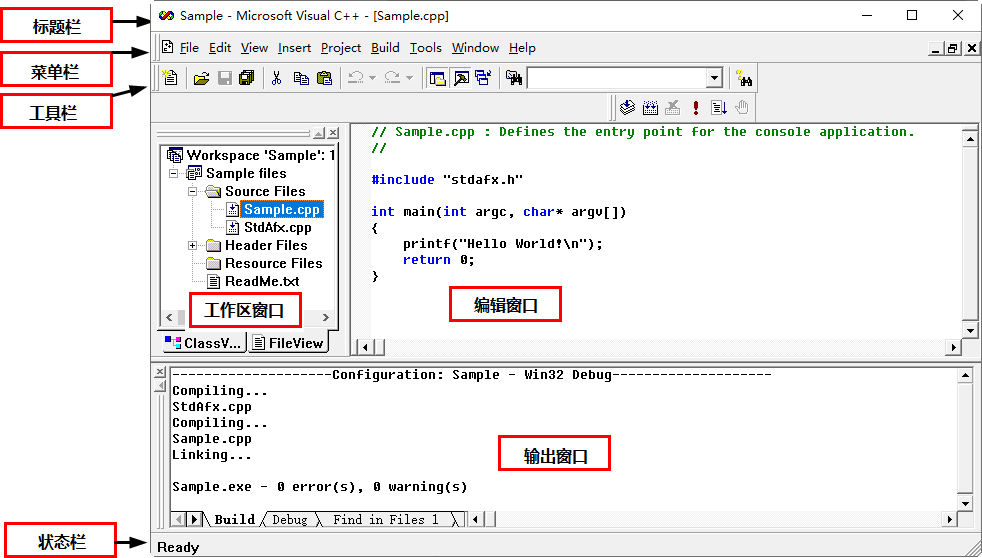 标题栏
Sample - Microsoft Visual C++ - [Sample.cpp]
菜单栏
File Edit View Insert Project Build Tools Window Help
工具栏
Workspace 'Sample': 1
Sample files
Source Files
Sample.cpp
StdAfx.cpp
Header Files
Resource Files
ReadMe.txt
工作区窗口
ClassV... FileView
// Sample.cpp : Defines the entry point for the console application.
//
#include "stdafx.h"
int main(int argc, char* argv[])
{
printf("Hello World!\n");
return 0;
}
编辑窗口
--------------------Configuration: Sample - Win32 Debug--------------------
Compiling...
StdAfx.cpp
Compiling...
Sample.cpp
Linking...
Sample.exe - 0 error(s), 0 warning(s)
输出窗口
Build Debug Find in Files 1
状态栏
Ready